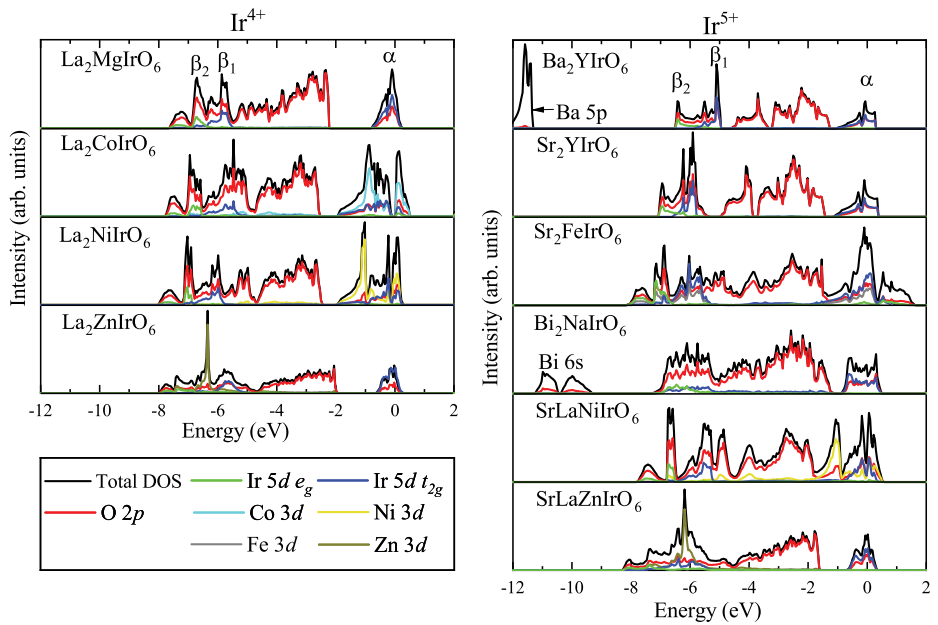 Ir⁴⁺
La₂MgIrO₆
β₂
β₁
α
La₂CoIrO₆
La₂NiIrO₆
La₂ZnIrO₆
Intensity (arb. units)
-12 -10 -8 -6 -4 -2 0 2
Energy (eV)
Total DOS
Ir 5d e_g
Ir 5d t_2g
O 2p
Co 3d
Ni 3d
Fe 3d
Zn 3d
Ir⁵⁺
Ba₂YIrO₆
β₂
β₁
α
Ba 5p
Sr₂YIrO₆
Sr₂FeIrO₆
Bi₂NaIrO₆
Bi 6s
SrLaNiIrO₆
SrLaZnIrO₆
Intensity (arb. units)
-12 -10 -8 -6 -4 -2 0 2
Energy (eV)